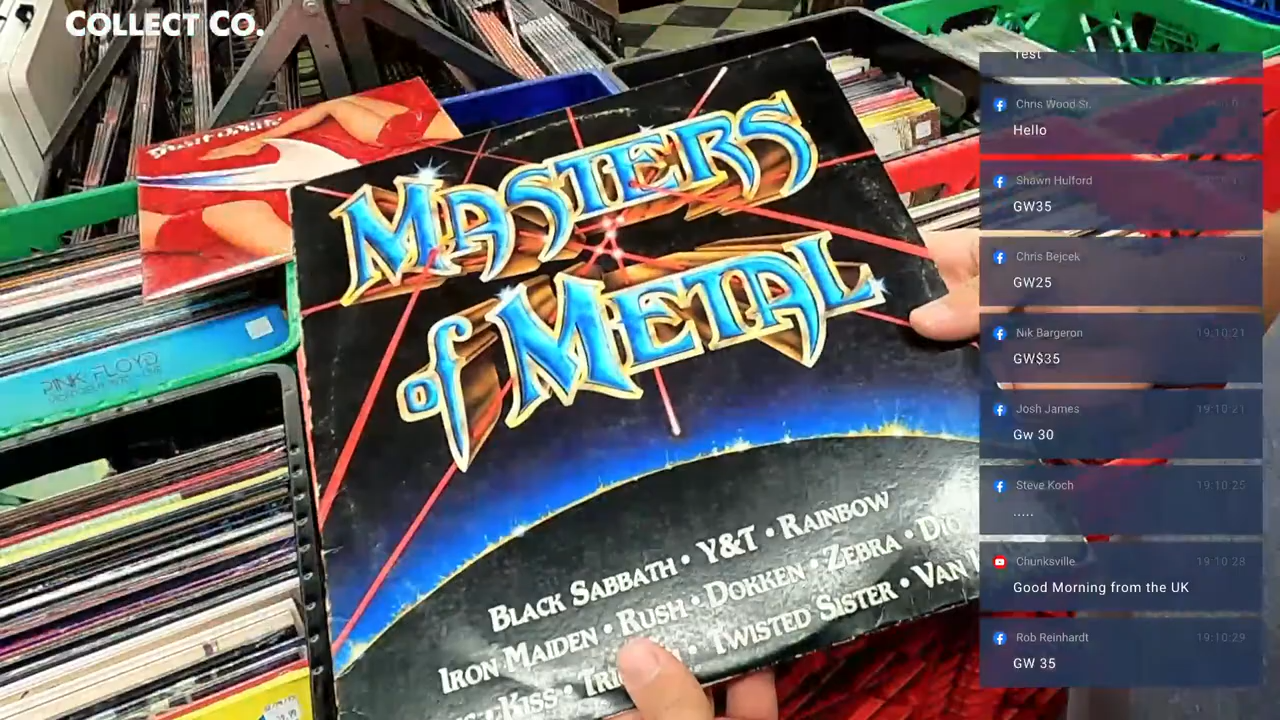 COLLECT CO.
MASTERS
of METAL
BLACK SABBATH • Y&T • RAINBOW
IRON MAIDEN • RUSH • DOKKEN • ZEBRA •
KISS • TWISTED SISTER • VAN
PINK FLOYD
Test
Chris Wood Sr.
Hello
Shawn Hulford
GW35
Chris Bejcek
GW25
Nik Bargeron 19:10:21
GW$35
Josh James 19:10:21
Gw 30
Steve Koch 19:10:25
.....
Chunksville 19:10:28
Good Morning from the UK
Rob Reinhardt 19:10:29
GW 35